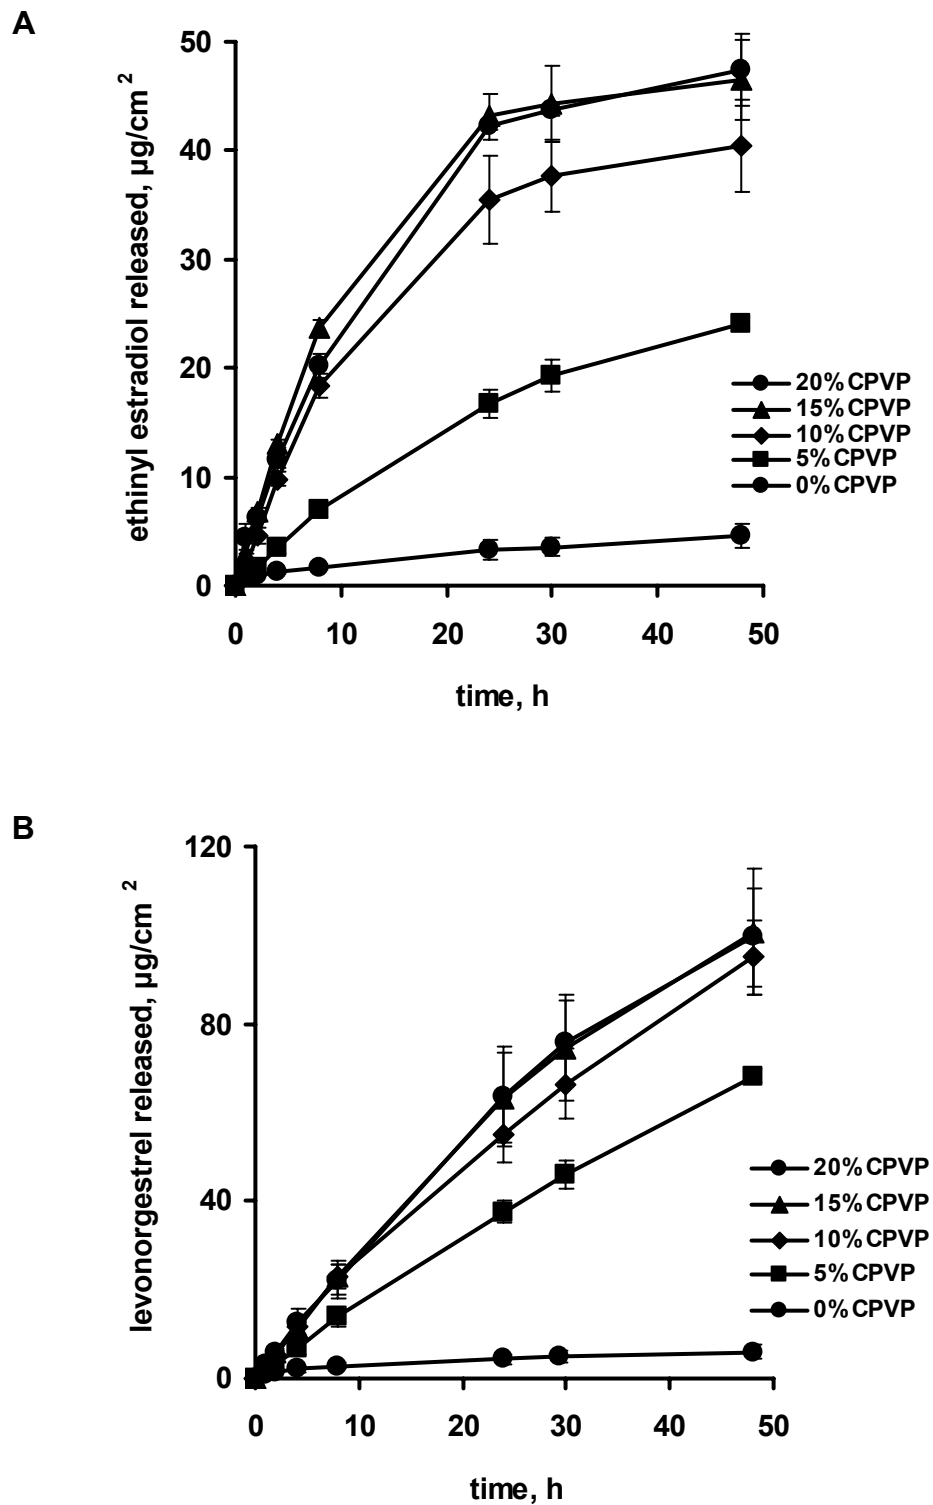 A
50
40
30
20
10
0
ethinyl estradiol released, µg/cm 2
20% CPVP
15% CPVP
10% CPVP
5% CPVP
0% CPVP
0 10 20 30 40 50
time, h
B
120
80
40
0
levonorgestrel released, µg/cm 2
20% CPVP
15% CPVP
10% CPVP
5% CPVP
0% CPVP
0 10 20 30 40 50
time, h